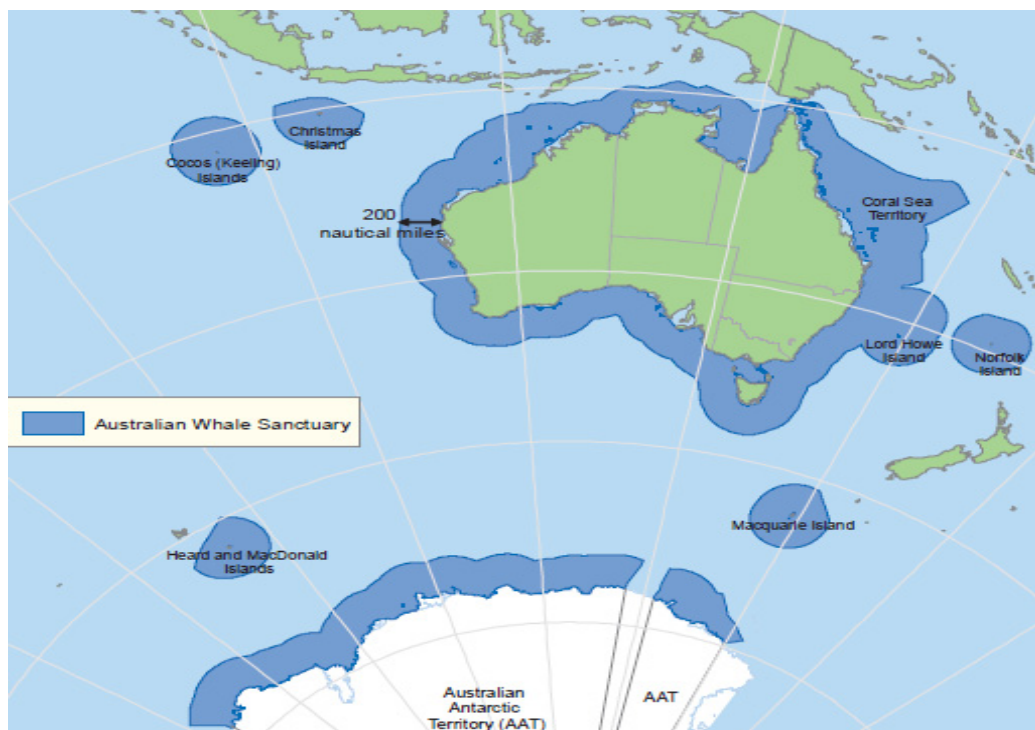 Christmas
Island
Cocos (Keeling)
Islands
200
nautical miles
Coral Sea
Territory
Lord Howe
Island
Norfolk
Island
Australian Whale Sanctuary
Macquarie Island
Heard and MacDonald
Islands
Australian
Antarctic
Territory (AAT)
AAT